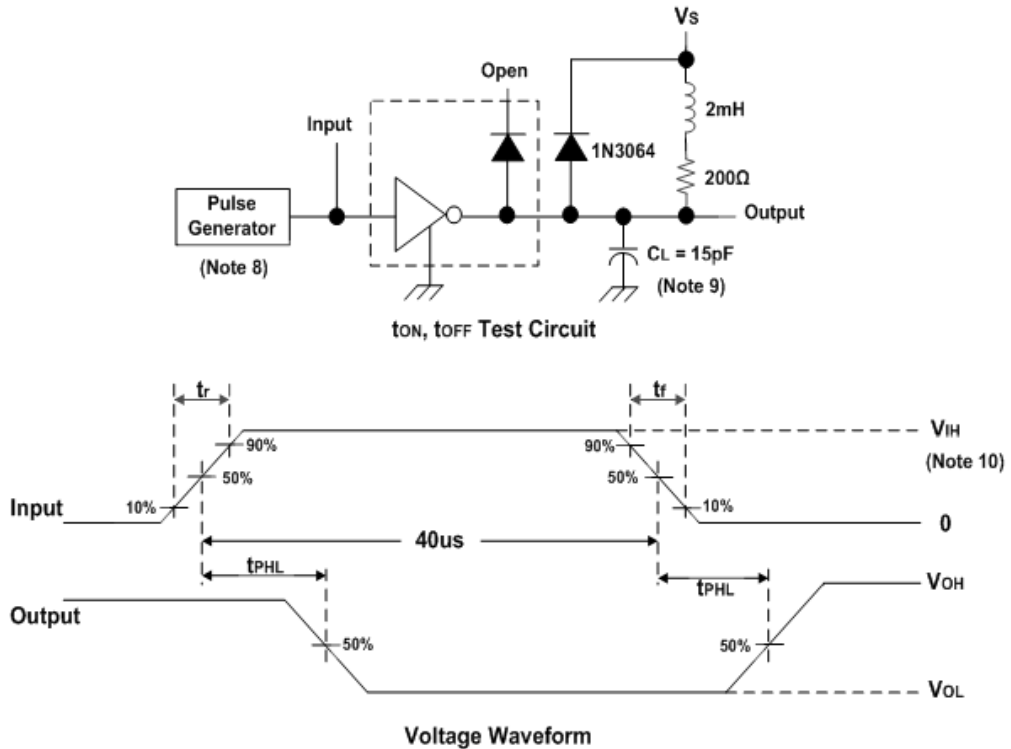 Vs
Open
2mH
Input
1N3064
200Ω
Pulse
Generator
Output
(Note 8)
CL = 15pF
(Note 9)
tON, tOFF Test Circuit
tr
tf
90%
90%
VIH
50%
50%
(Note 10)
10%
10%
Input
0
40us
tPHL
tPHL
VOH
Output
50%
50%
VOL
Voltage Waveform